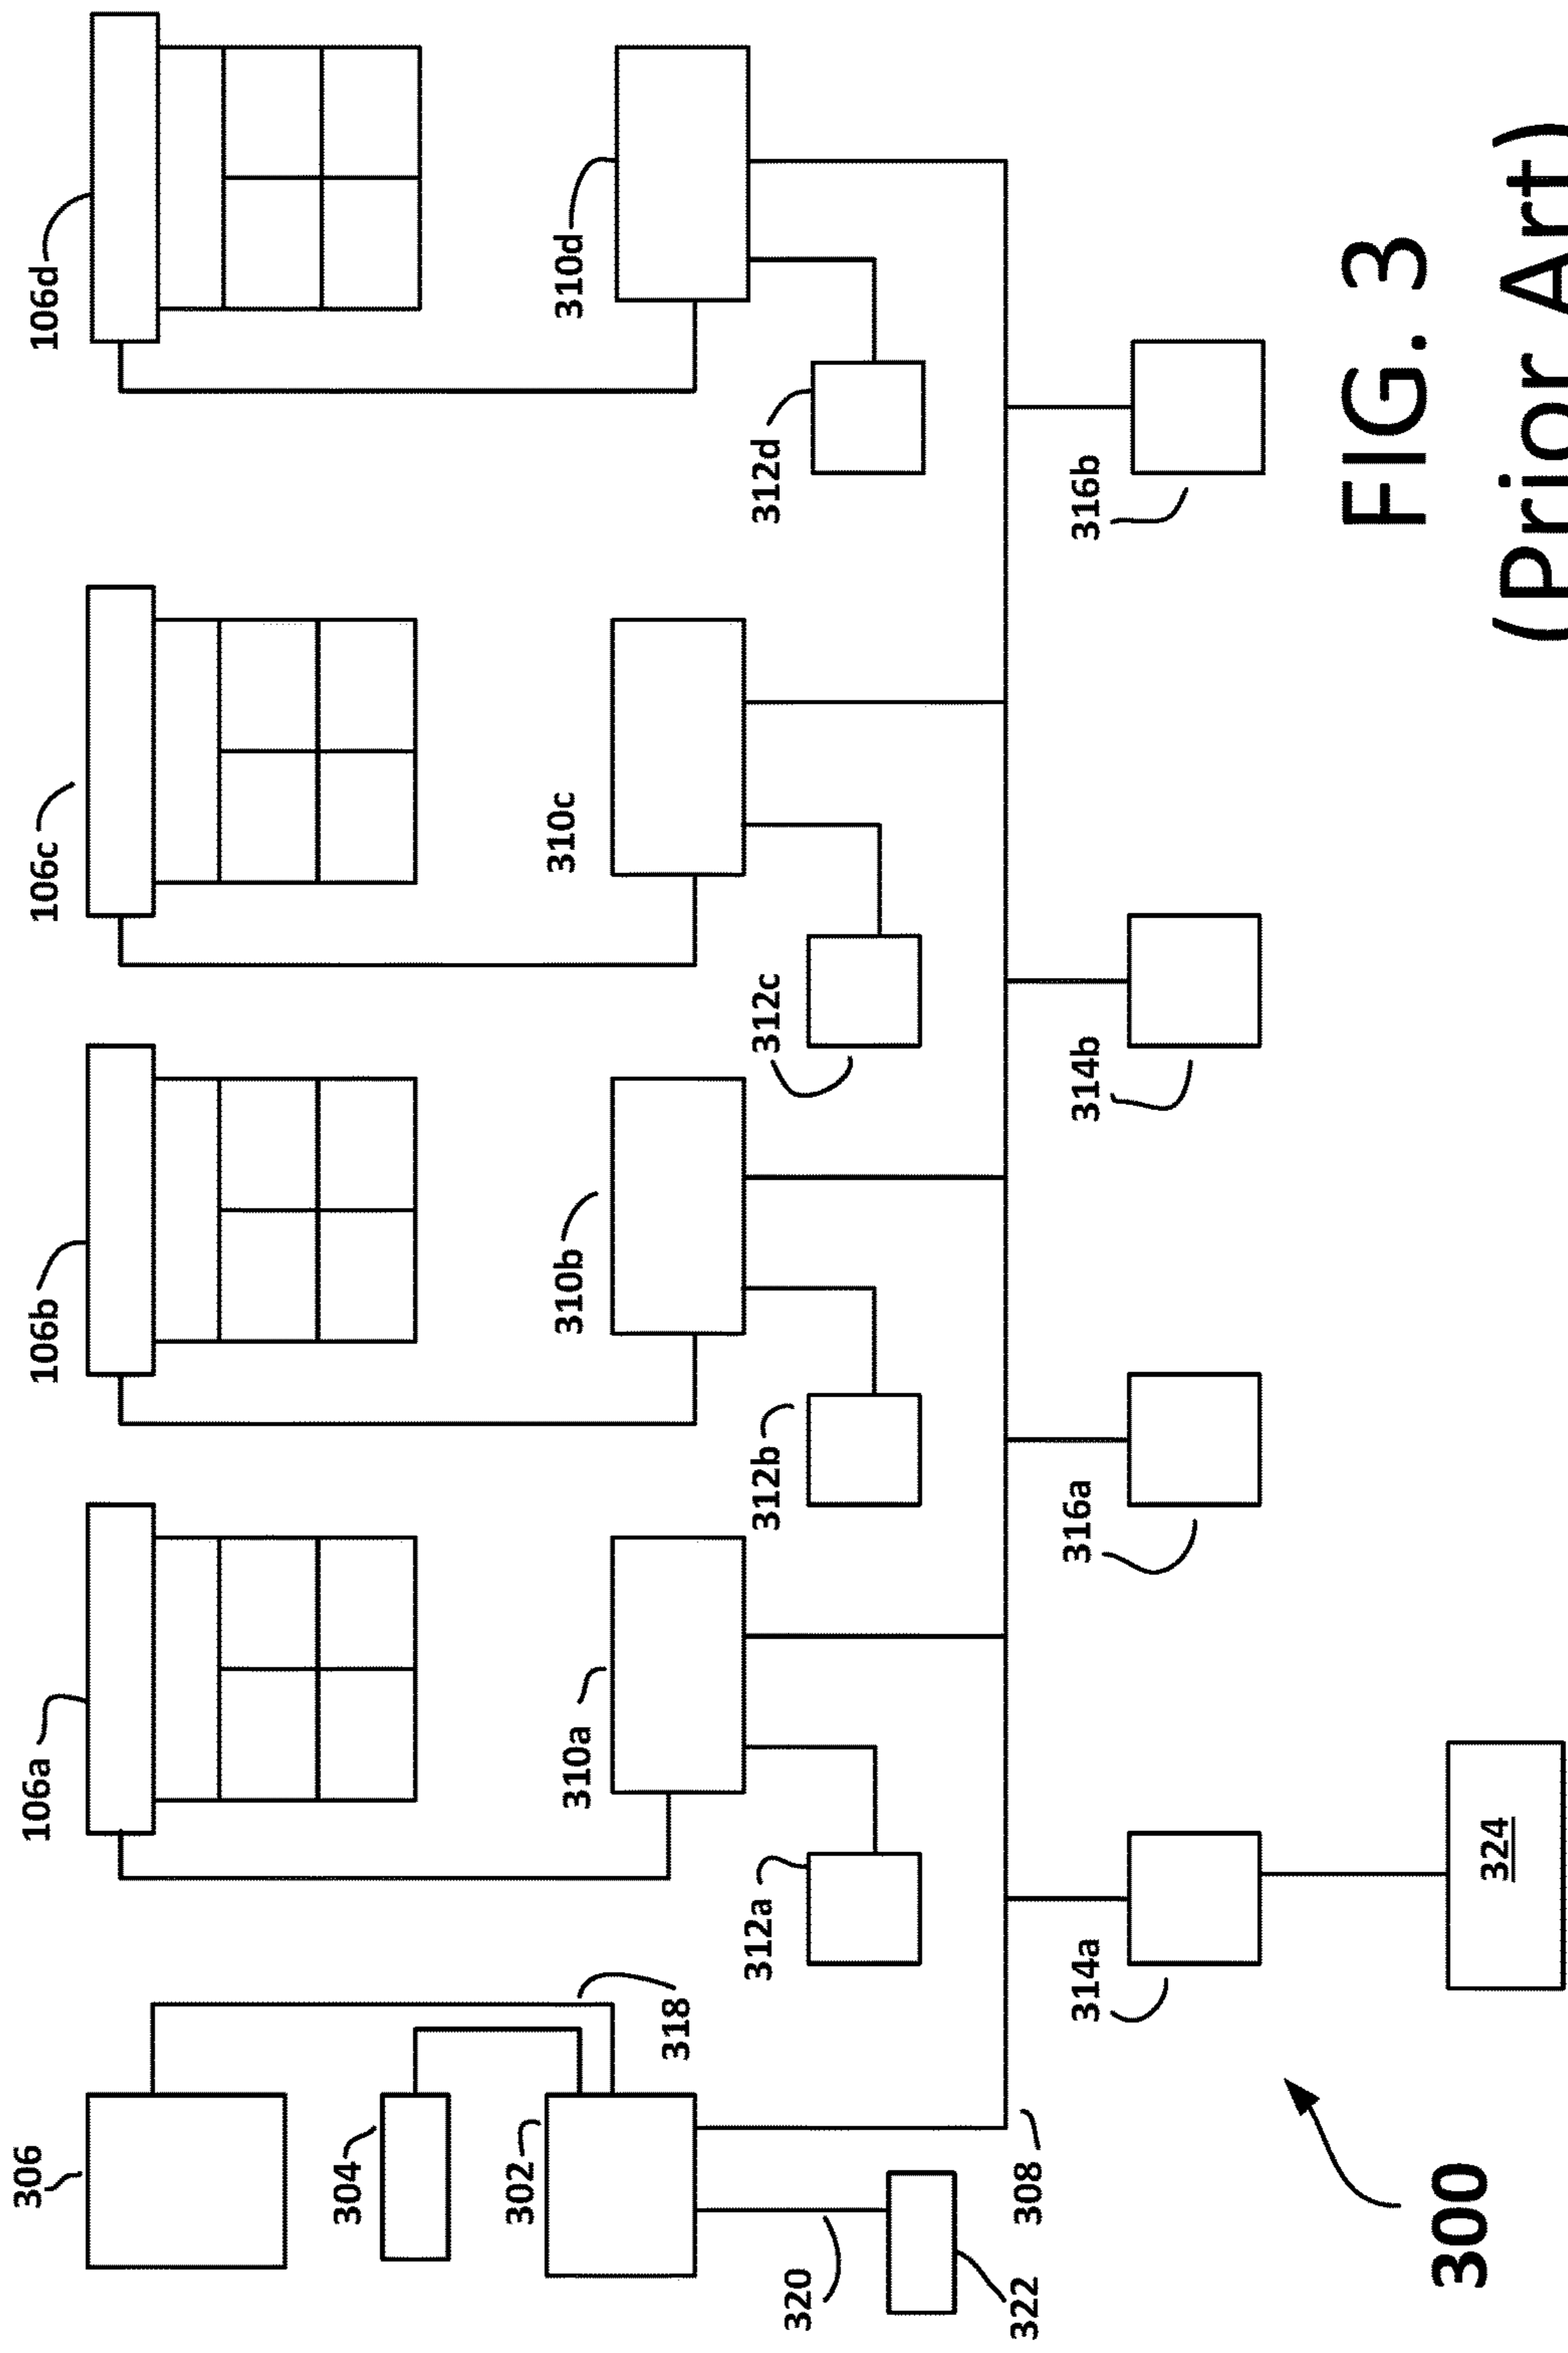 306
106a
106b
106c
106d
304
302
310a
310b
310c
310d
318
312a
312b
312c
312d
320
322
308
314a
316a
314b
316b
300
324
FIG. 3
(Prior Art)